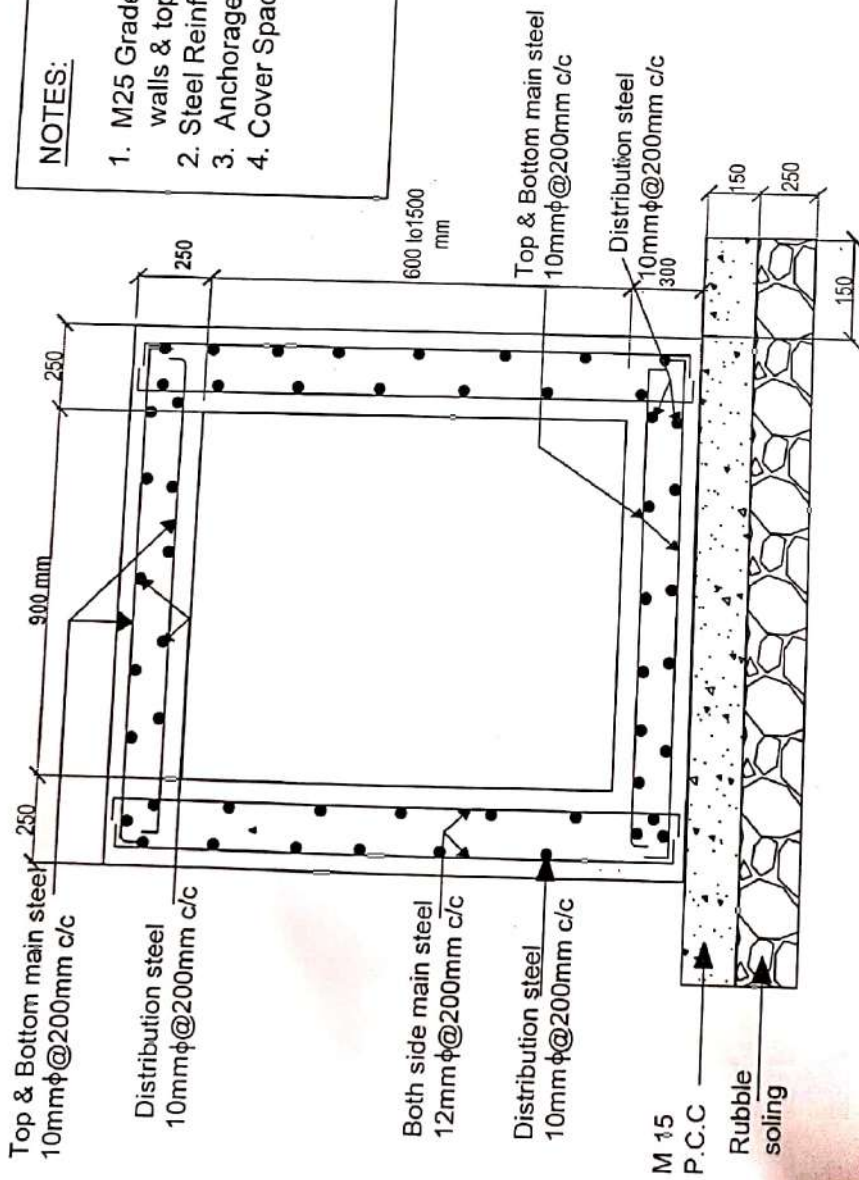 NOTES:
1. M25 Grade
walls & top
2. Steel Reinf
3. Anchorage
4. Cover Spac
Top & Bottom main steel
10mmϕ@200mm c/c
Distribution steel
10mmϕ@200mm c/c
Both side main steel
12mmϕ@200mm c/c
Distribution steel
10mmϕ@200mm c/c
M 15
P.C.C
Rubble
soling
250
900 mm
250
250
600 to1500
mm
Top & Bottom main steel
10mmϕ@200mm c/c
Distribution steel
10mmϕ@200mm c/c
300
150
250
150